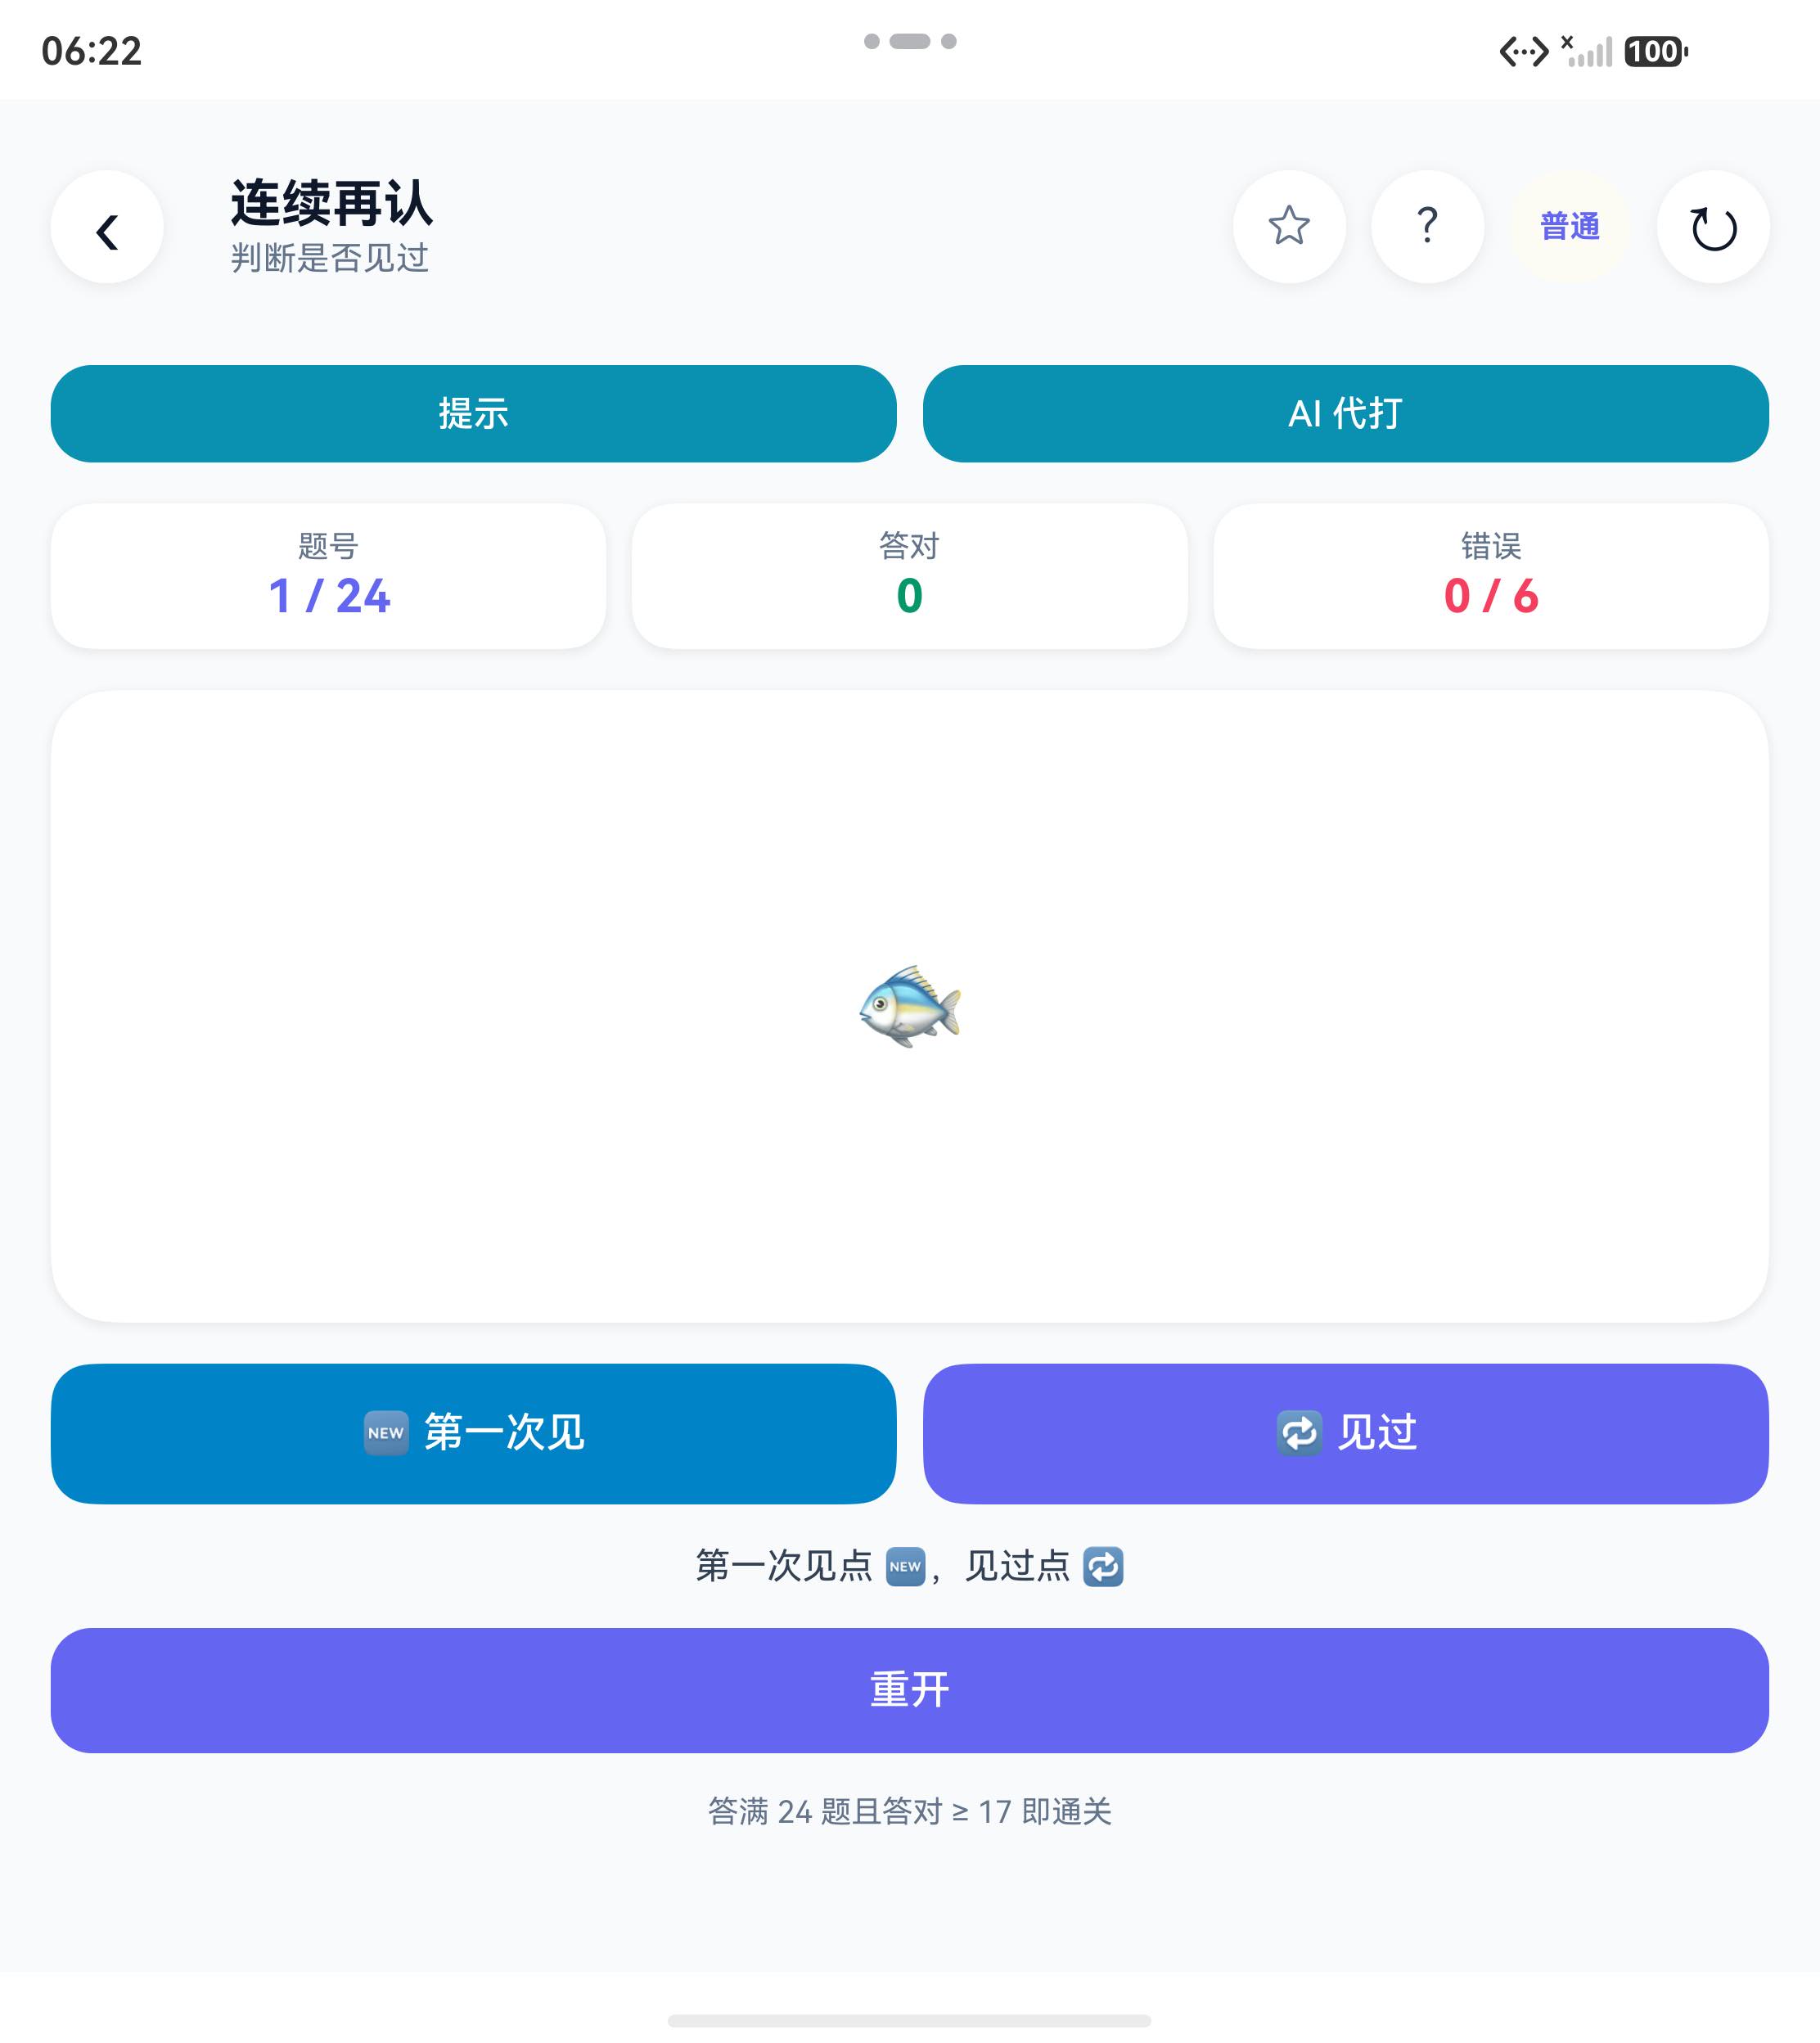 06:22
100
连续再认
判断是否见过
?
普通
提示
AI 代打
题号
1 / 24
答对
0
错误
0 / 6
NEW 第一次见
见过
第一次见点 NEW，见过点
重开
答满 24 题且答对 ≥ 17 即通关